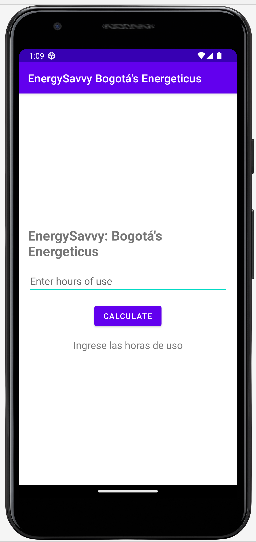 1:09
EnergySavvy Bogotá's Energeticus
EnergySavvy: Bogotá's
Energeticus
Enter hours of use
CALCULATE
Ingrese las horas de uso